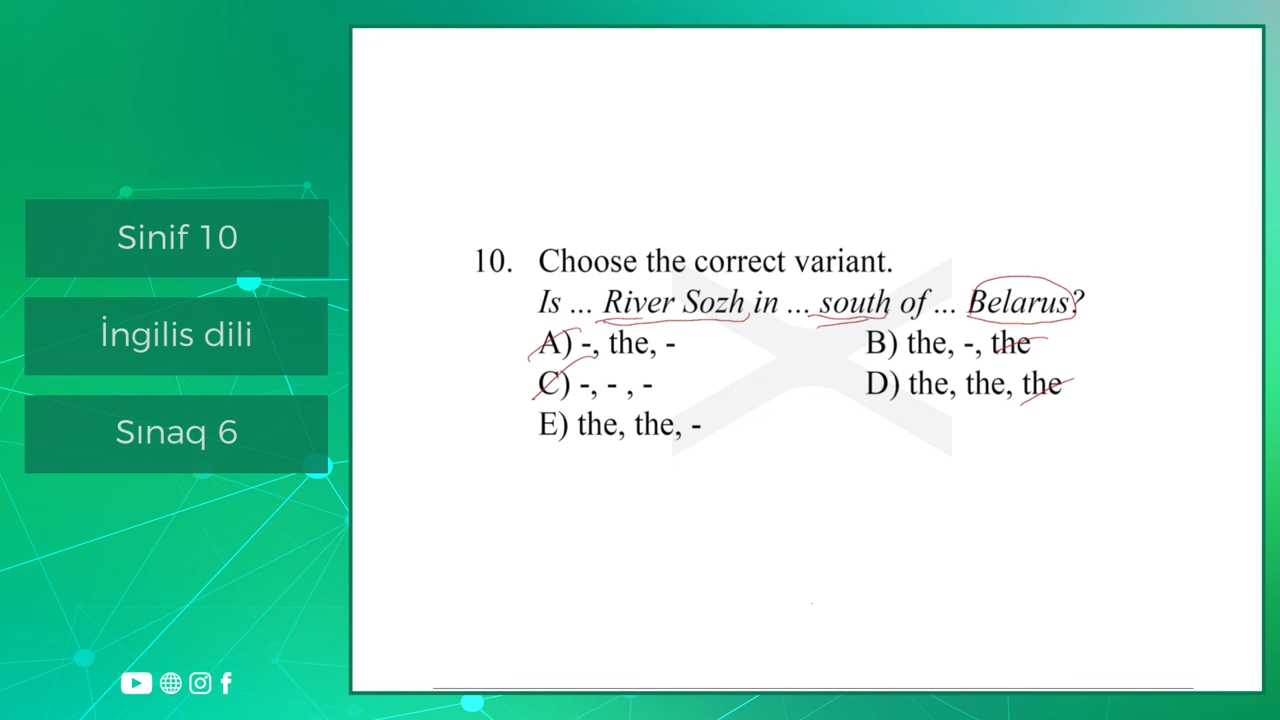 Sinif 10
İngilis dili
Sınaq 6
10. Choose the correct variant.
Is ... River Sozh in ... south of ... Belarus?
A) -, the, - B) the, -, the
C) -, - , - D) the, the, the
E) the, the, -